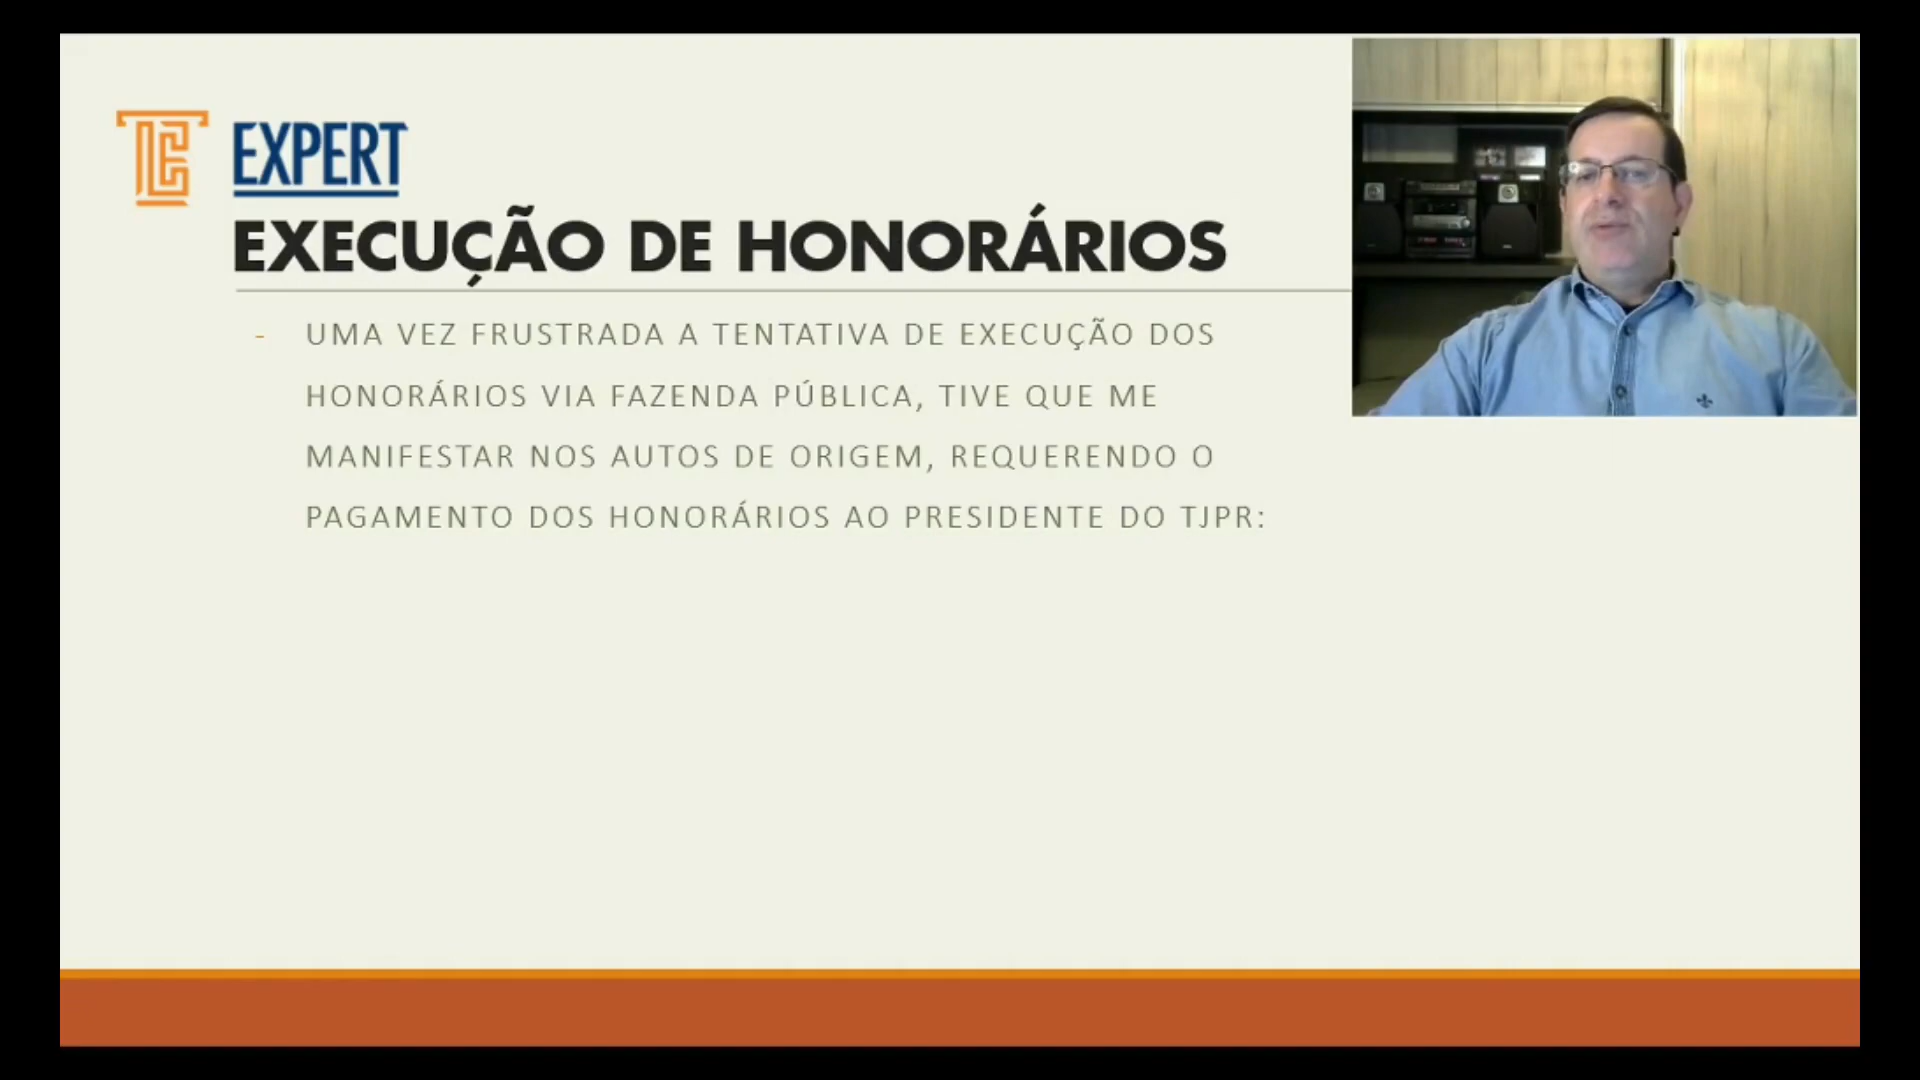 EXPERT
EXECUÇÃO DE HONORÁRIOS
- UMA VEZ FRUSTRADA A TENTATIVA DE EXECUÇÃO DOS
HONORÁRIOS VIA FAZENDA PÚBLICA, TIVE QUE ME
MANIFESTAR NOS AUTOS DE ORIGEM, REQUERENDO O
PAGAMENTO DOS HONORÁRIOS AO PRESIDENTE DO TJPR: